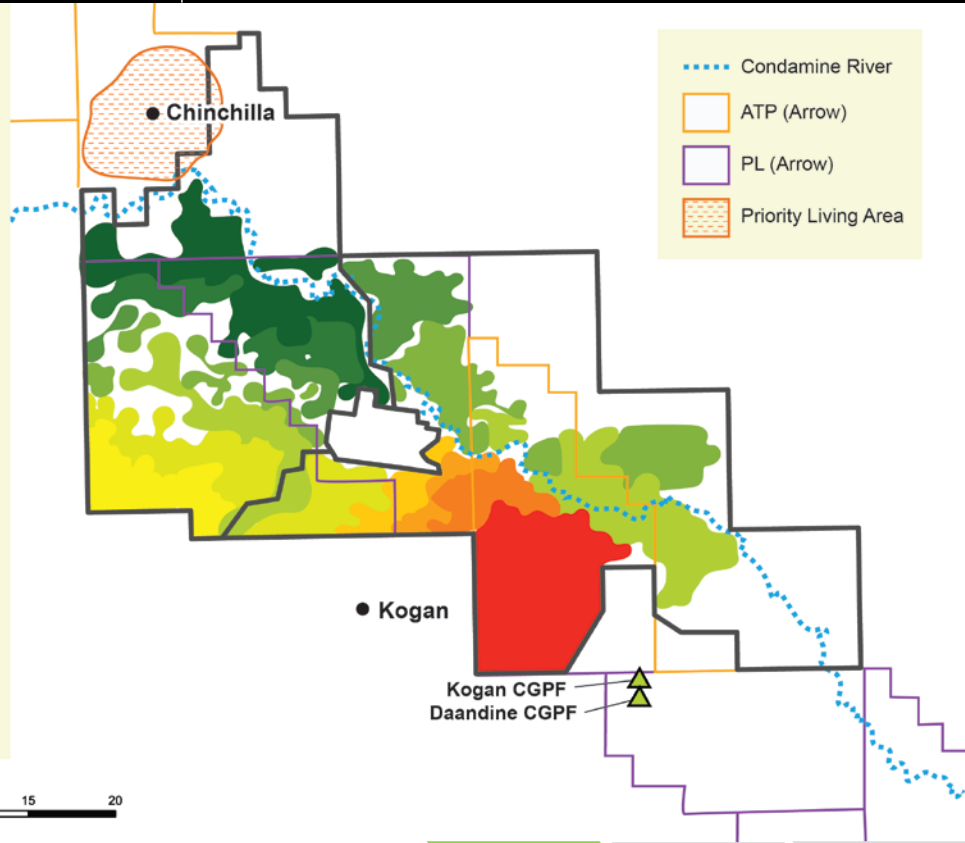 Chinchilla
Condamine River
ATP (Arrow)
PL (Arrow)
Priority Living Area
Kogan
Kogan CGPF
Daandine CGPF
15 20